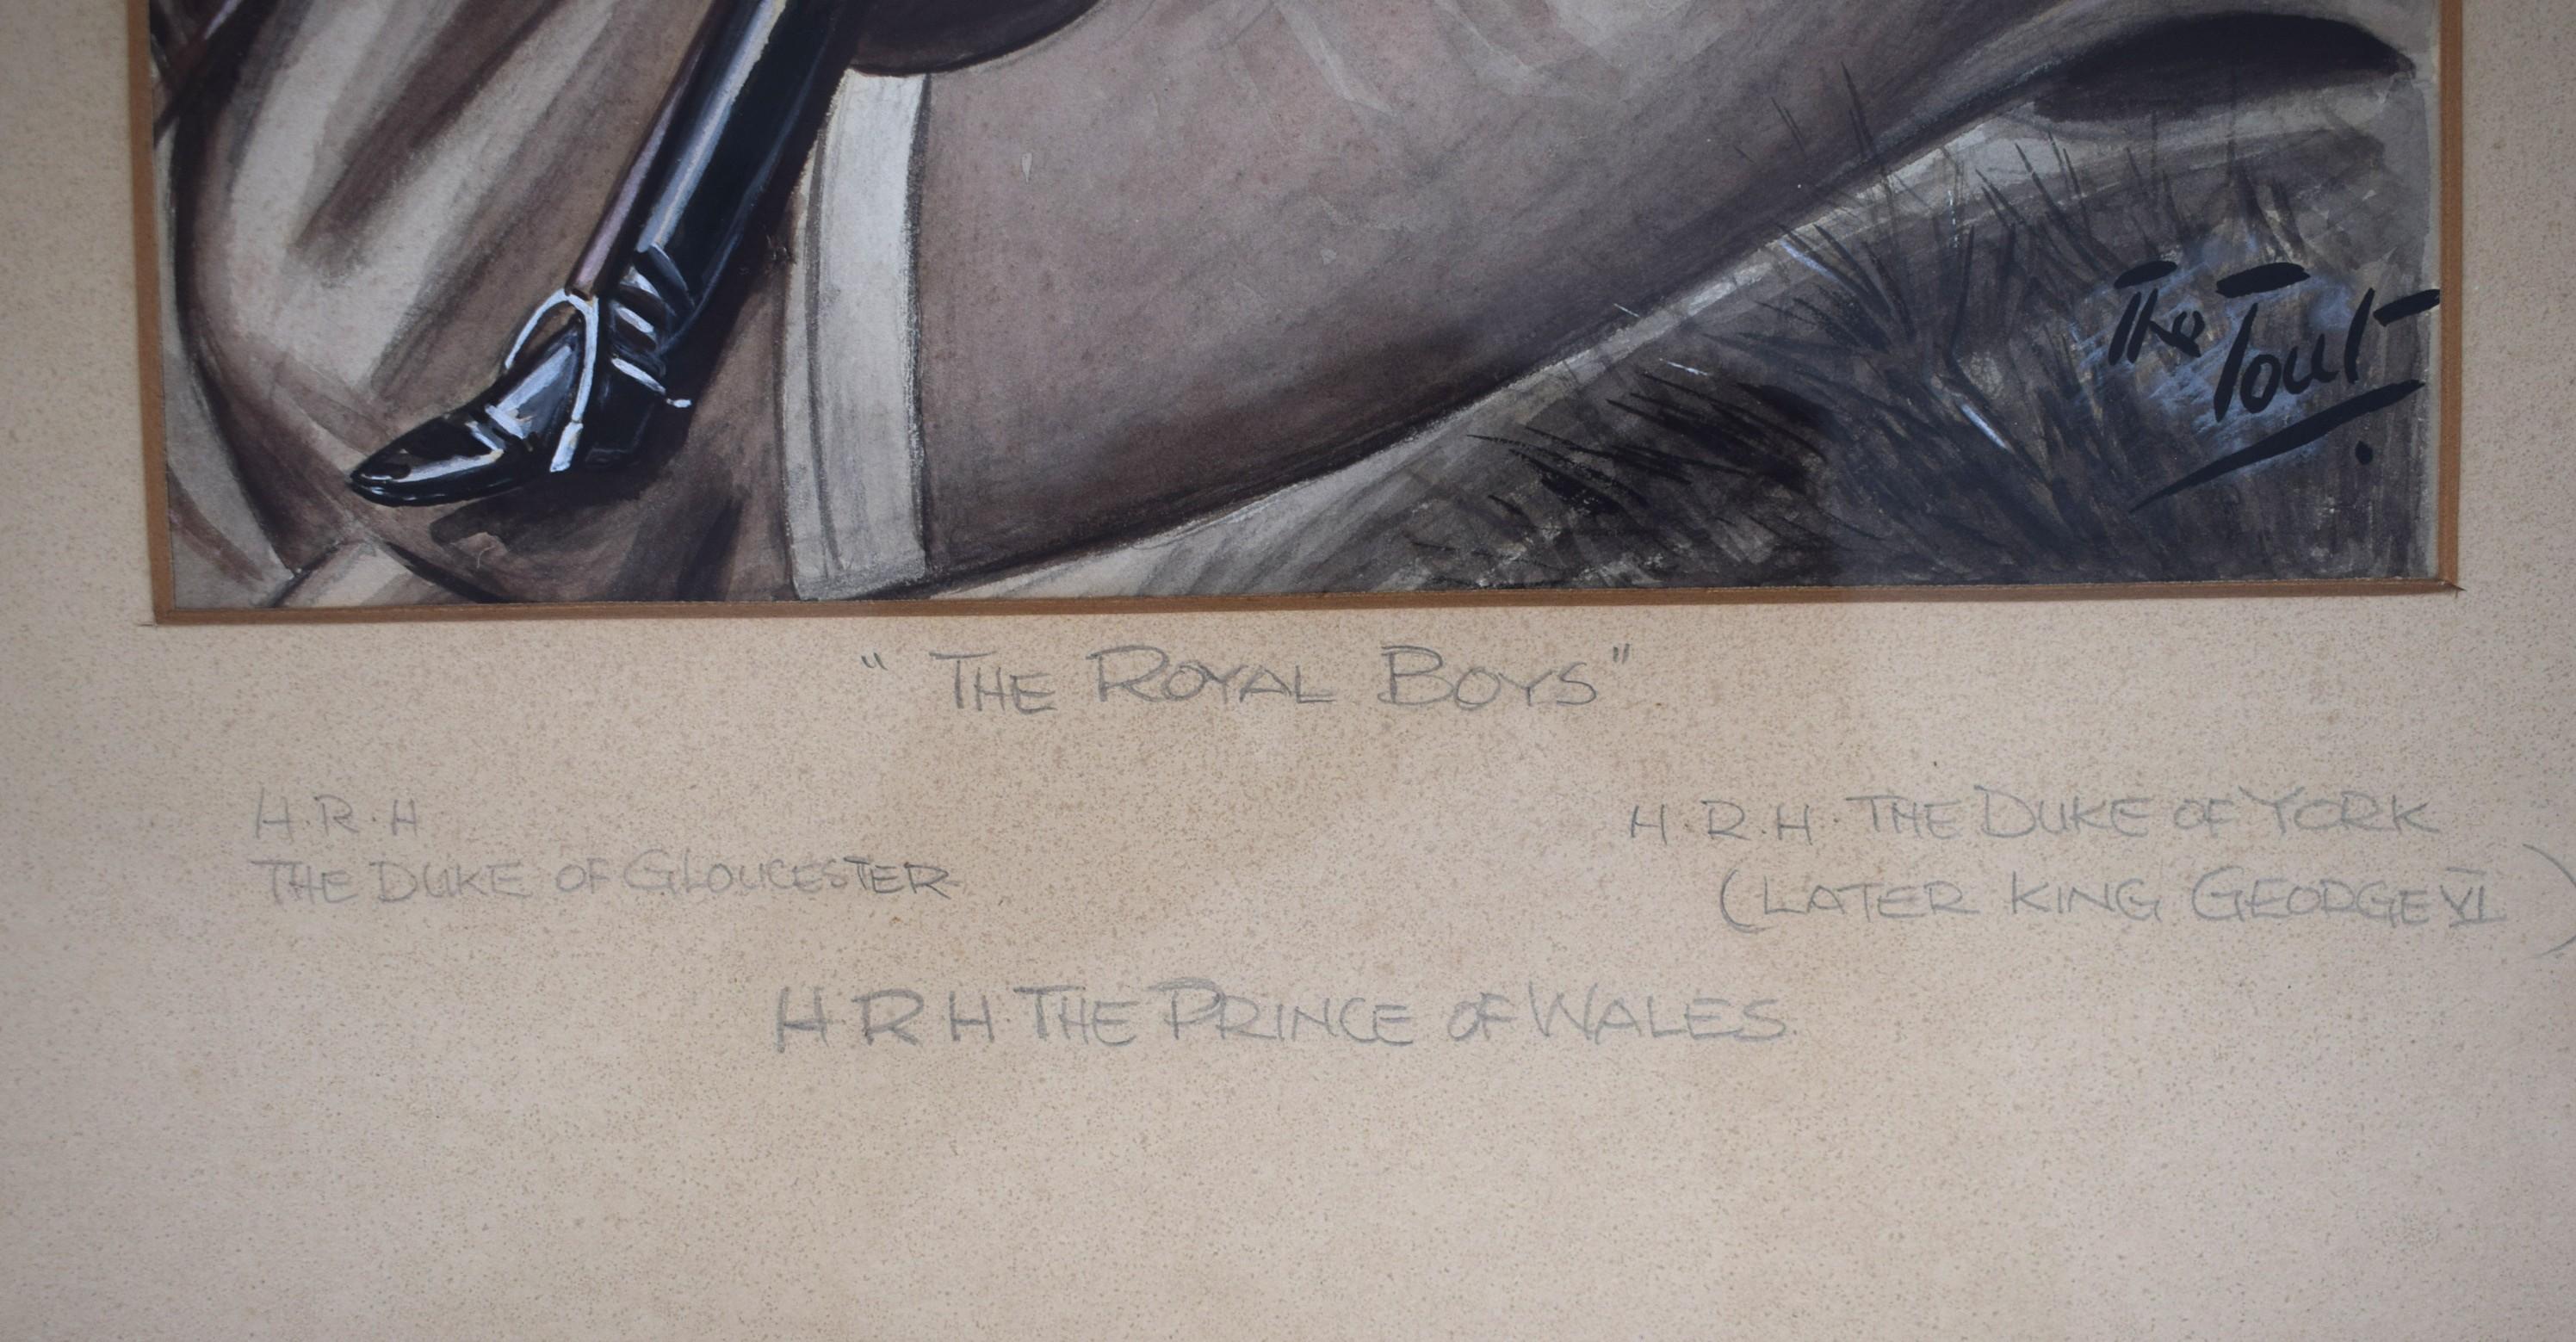 The Tout
" THE ROYAL BOYS"
H.R.H
THE DUKE OF GLOUCESTER
H.R.H. THE DUKE OF YORK
(LATER KING GEORGE VI)
H R H THE PRINCE OF WALES.